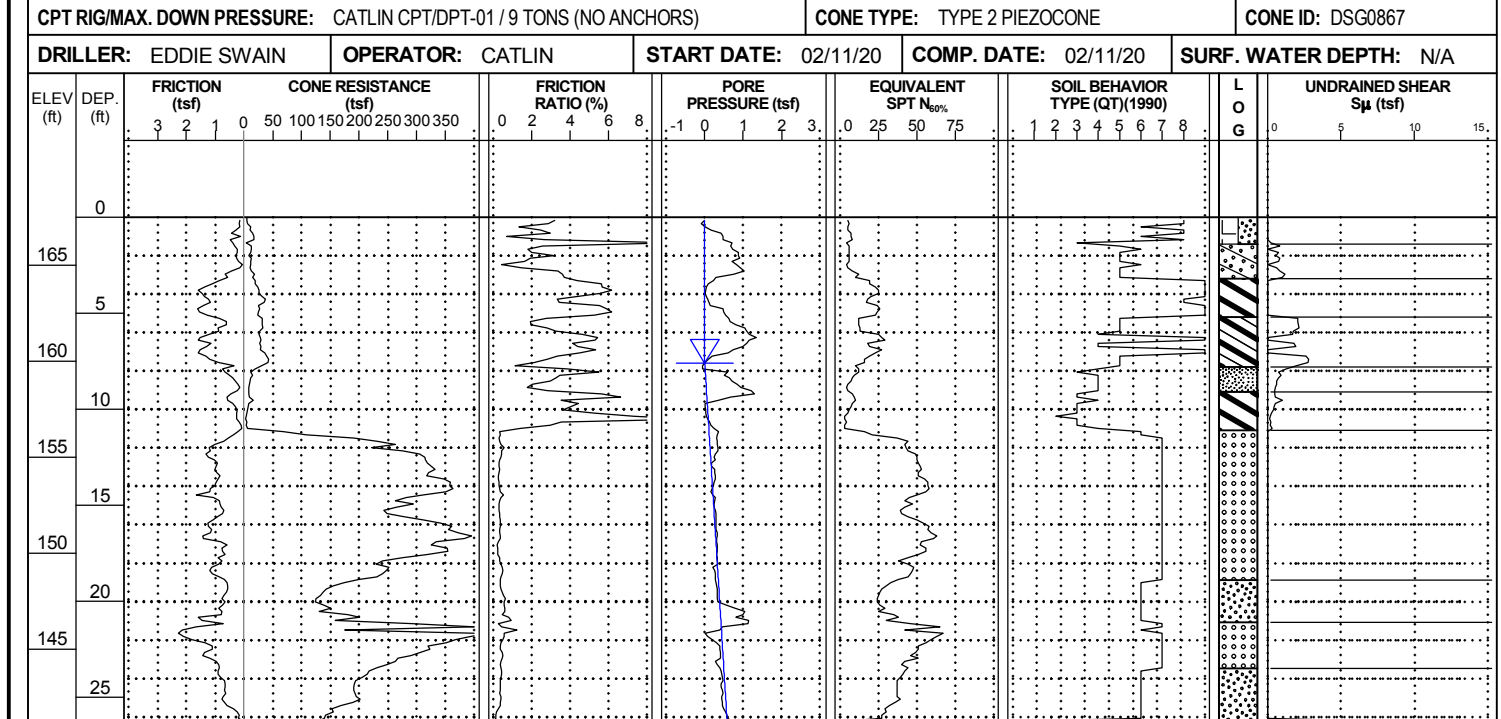 CPT RIG/MAX. DOWN PRESSURE: CATLIN CPT/DPT-01 / 9 TONS (NO ANCHORS) CONE TYPE: TYPE 2 PIEZOCONE CONE ID: DSG0867
DRILLER: EDDIE SWAIN OPERATOR: CATLIN START DATE: 02/11/20 COMP. DATE: 02/11/20 SURF. WATER DEPTH: N/A
ELEV (ft)
DEP. (ft)
FRICTION (tsf)
CONE RESISTANCE (tsf)
FRICTION RATIO (%)
PORE PRESSURE (tsf)
EQUIVALENT SPT N60%
SOIL BEHAVIOR TYPE (QT)(1990)
L O G
UNDRAINED SHEAR Sμ (tsf)
3 2 1 0 50 100 150 200 250 300 350
0 2 4 6 8
-1 0 1 2 3
0 25 50 75
1 2 3 4 5 6 7 8
0 5 10 15
0
165
5
160
10
155
15
150
20
145
25